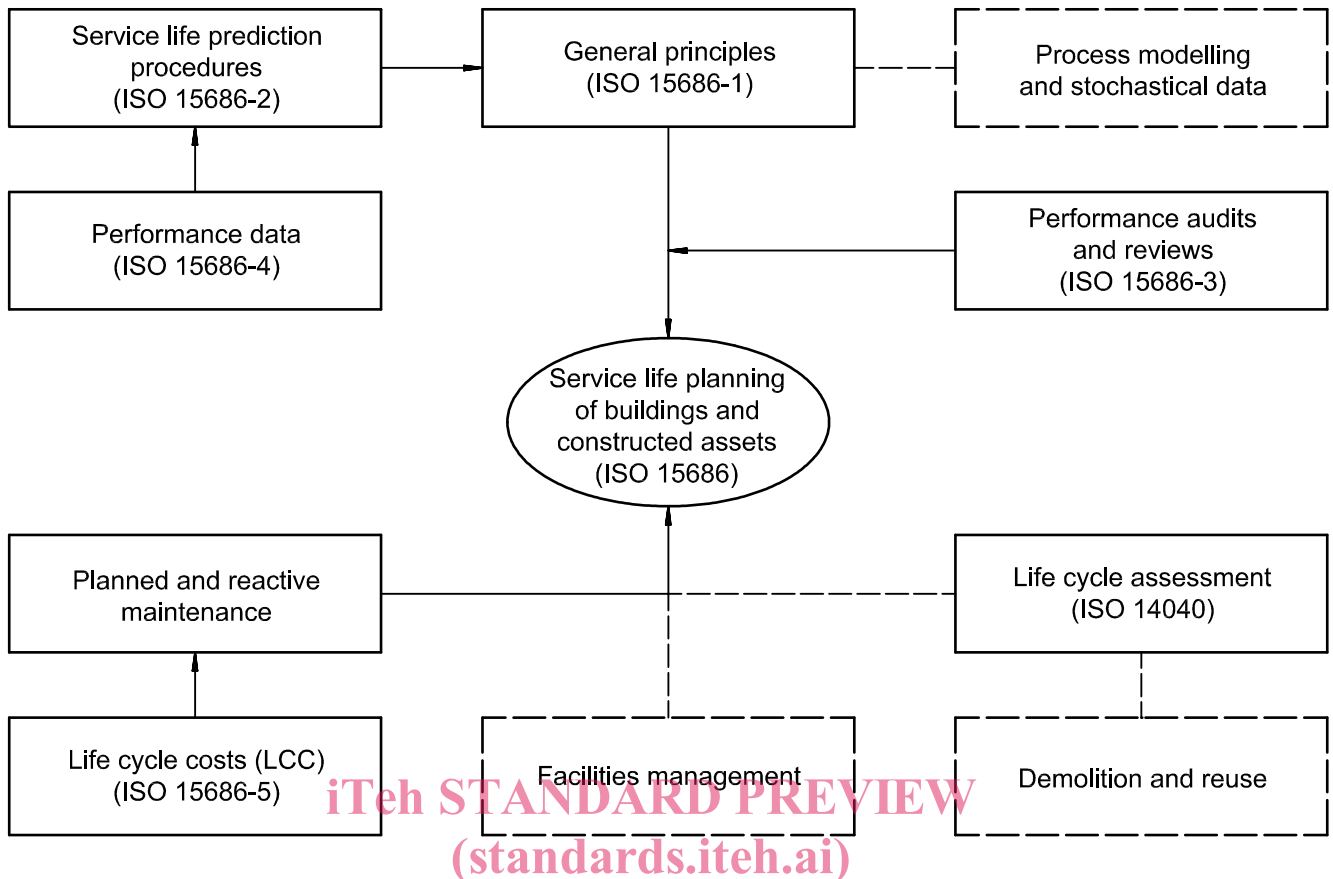 Service life prediction
procedures
(ISO 15686-2)
General principles
(ISO 15686-1)
Process modelling
and stochastical data
Performance data
(ISO 15686-4)
Performance audits
and reviews
(ISO 15686-3)
Service life planning
of buildings and
constructed assets
(ISO 15686)
Planned and reactive
maintenance
Life cycle assessment
(ISO 14040)
Life cycle costs (LCC)
(ISO 15686-5)
Facilities management
Demolition and reuse
iTeh STANDARD PREVIEW
(standards.iteh.ai)